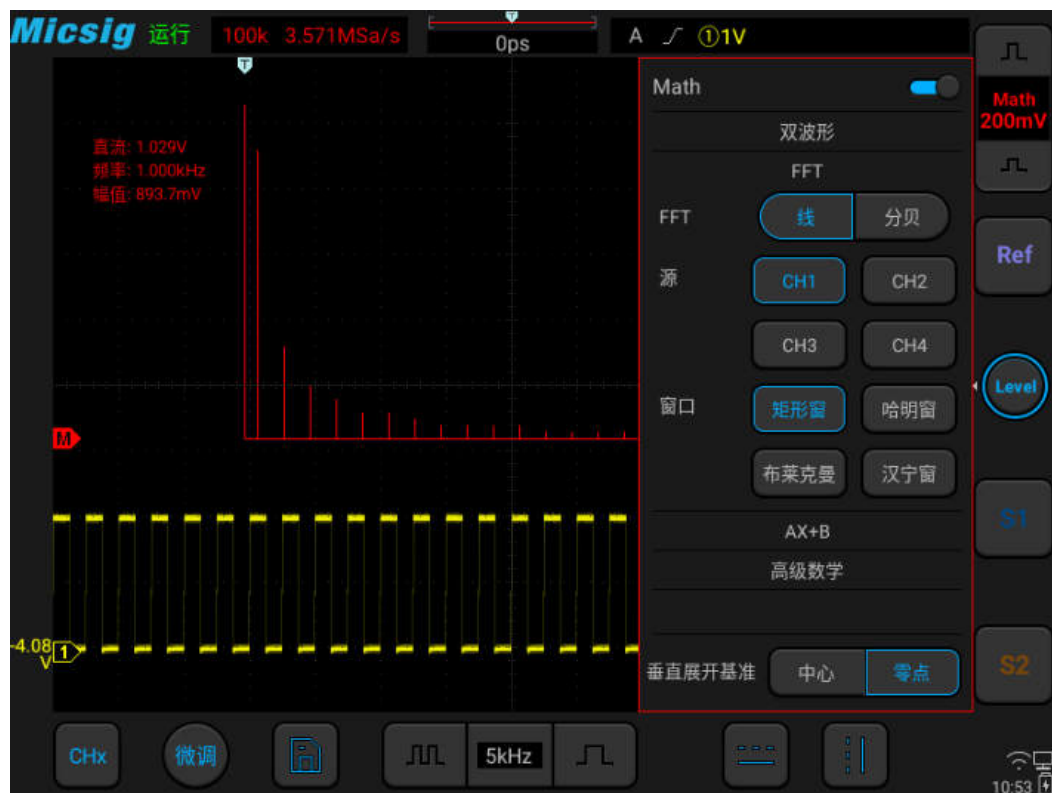 Micsig 运行 100k 3.571MSa/s T 0ps A ①1V
T
直流: 1.029V
频率: 1.000kHz
幅值: 893.7mV
M
-4.08
V 1
Math
双波形
FFT
FFT 线 分贝
源 CH1 CH2
CH3 CH4
窗口 矩形窗 哈明窗
布莱克曼 汉宁窗
AX+B
高级数学
垂直展开基准 中心 零点
Math
200mV
Ref
Level
S1
S2
CHx 微调 5kHz
10:53